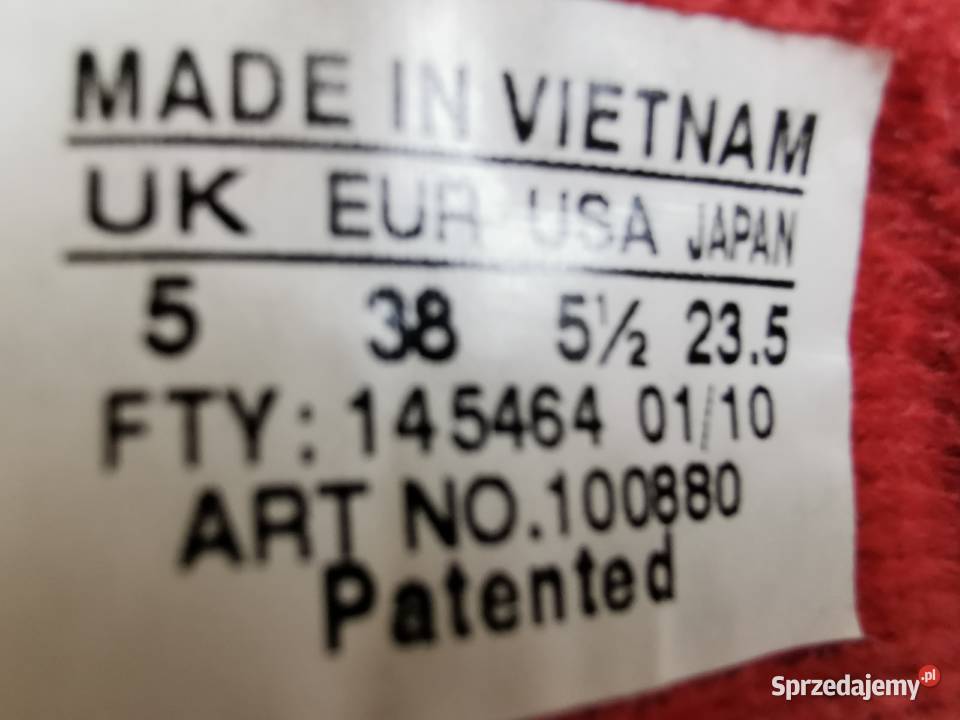 MADE IN VIETNAM
UK EUR USA JAPAN
5 38 5½ 23.5
FTY: 145464 01/10
ART NO.100880
Patented
Sprzedajemy.pl